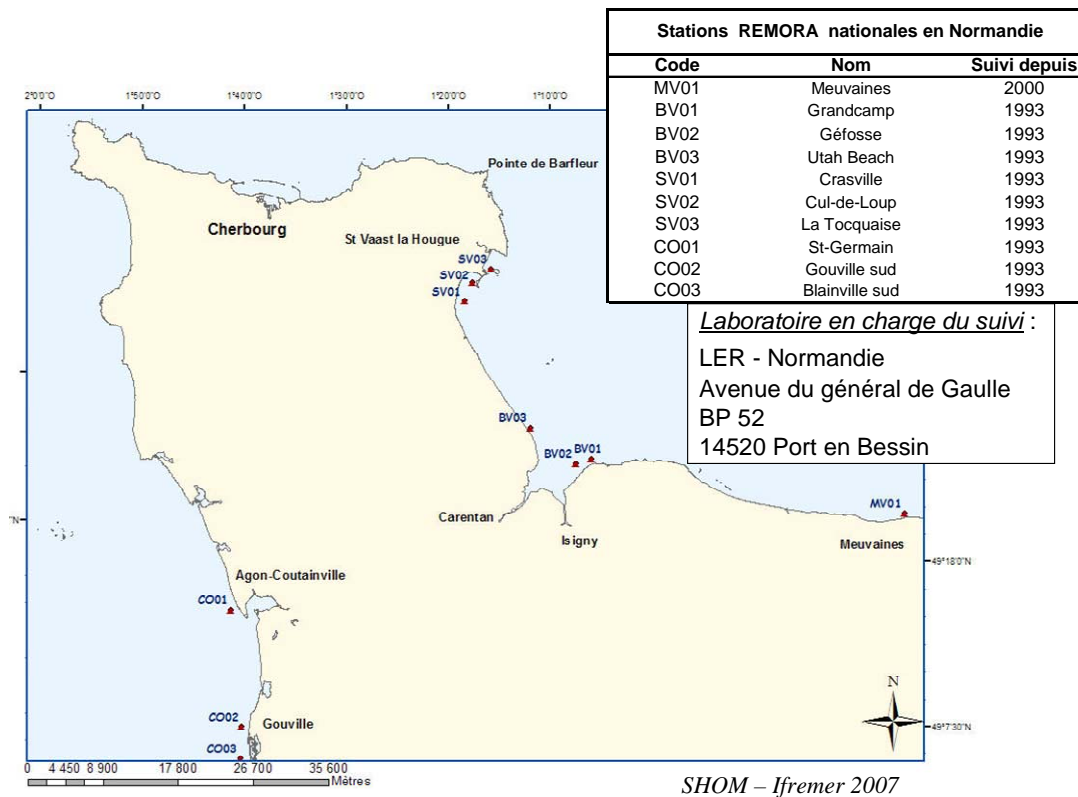 Stations REMORA nationales en Normandie
Code Nom Suivi depuis
MV01 Meuvaines 2000
BV01 Grandcamp 1993
BV02 Géfosse 1993
BV03 Utah Beach 1993
SV01 Crasville 1993
SV02 Cul-de-Loup 1993
SV03 La Tocquaise 1993
CO01 St-Germain 1993
CO02 Gouville sud 1993
CO03 Blainville sud 1993
Laboratoire en charge du suivi :
LER - Normandie
Avenue du général de Gaulle
BP 52
14520 Port en Bessin
2°0'0"O 1°50'0"O 1°40'0"O 1°30'0"O 1°20'0"O 1°10'0"O
Pointe de Barfleur
Cherbourg
St Vaast la Hougue
SV03
SV02
SV01
BV03
BV02 BV01
MV01
Carentan
"N
Isigny
Meuvaines
49°18'0"N
Agon-Coutainville
CO01
N
CO02 Gouville
49°7'30"N
CO03
0 4 450 8 900 17 800 26 700 35 600
Mètres
SHOM – Ifremer 2007